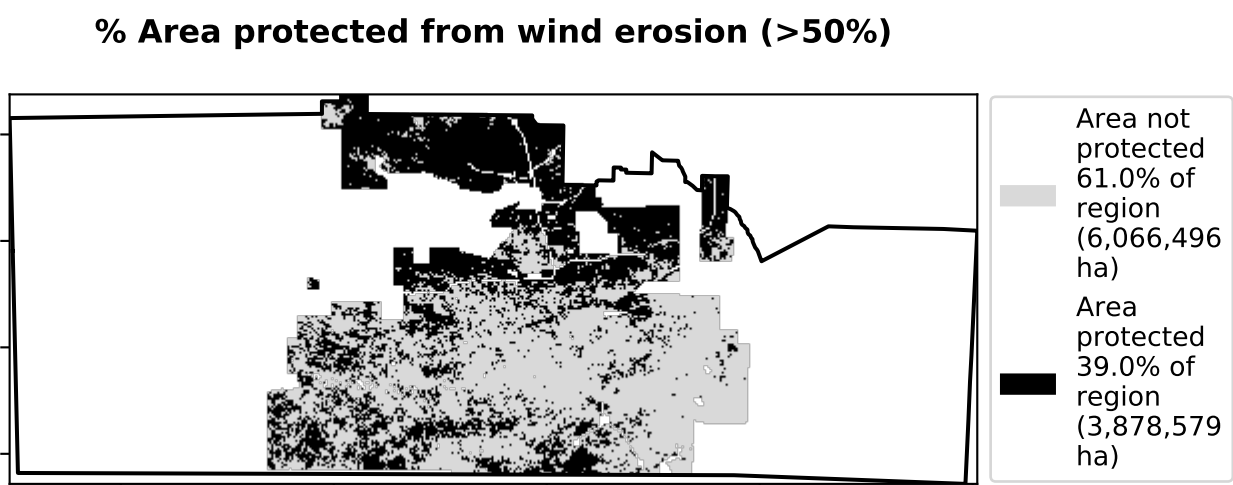 % Area protected from wind erosion (>50%)
Area not
protected
61.0% of
region
(6,066,496
ha)
Area
protected
39.0% of
region
(3,878,579
ha)